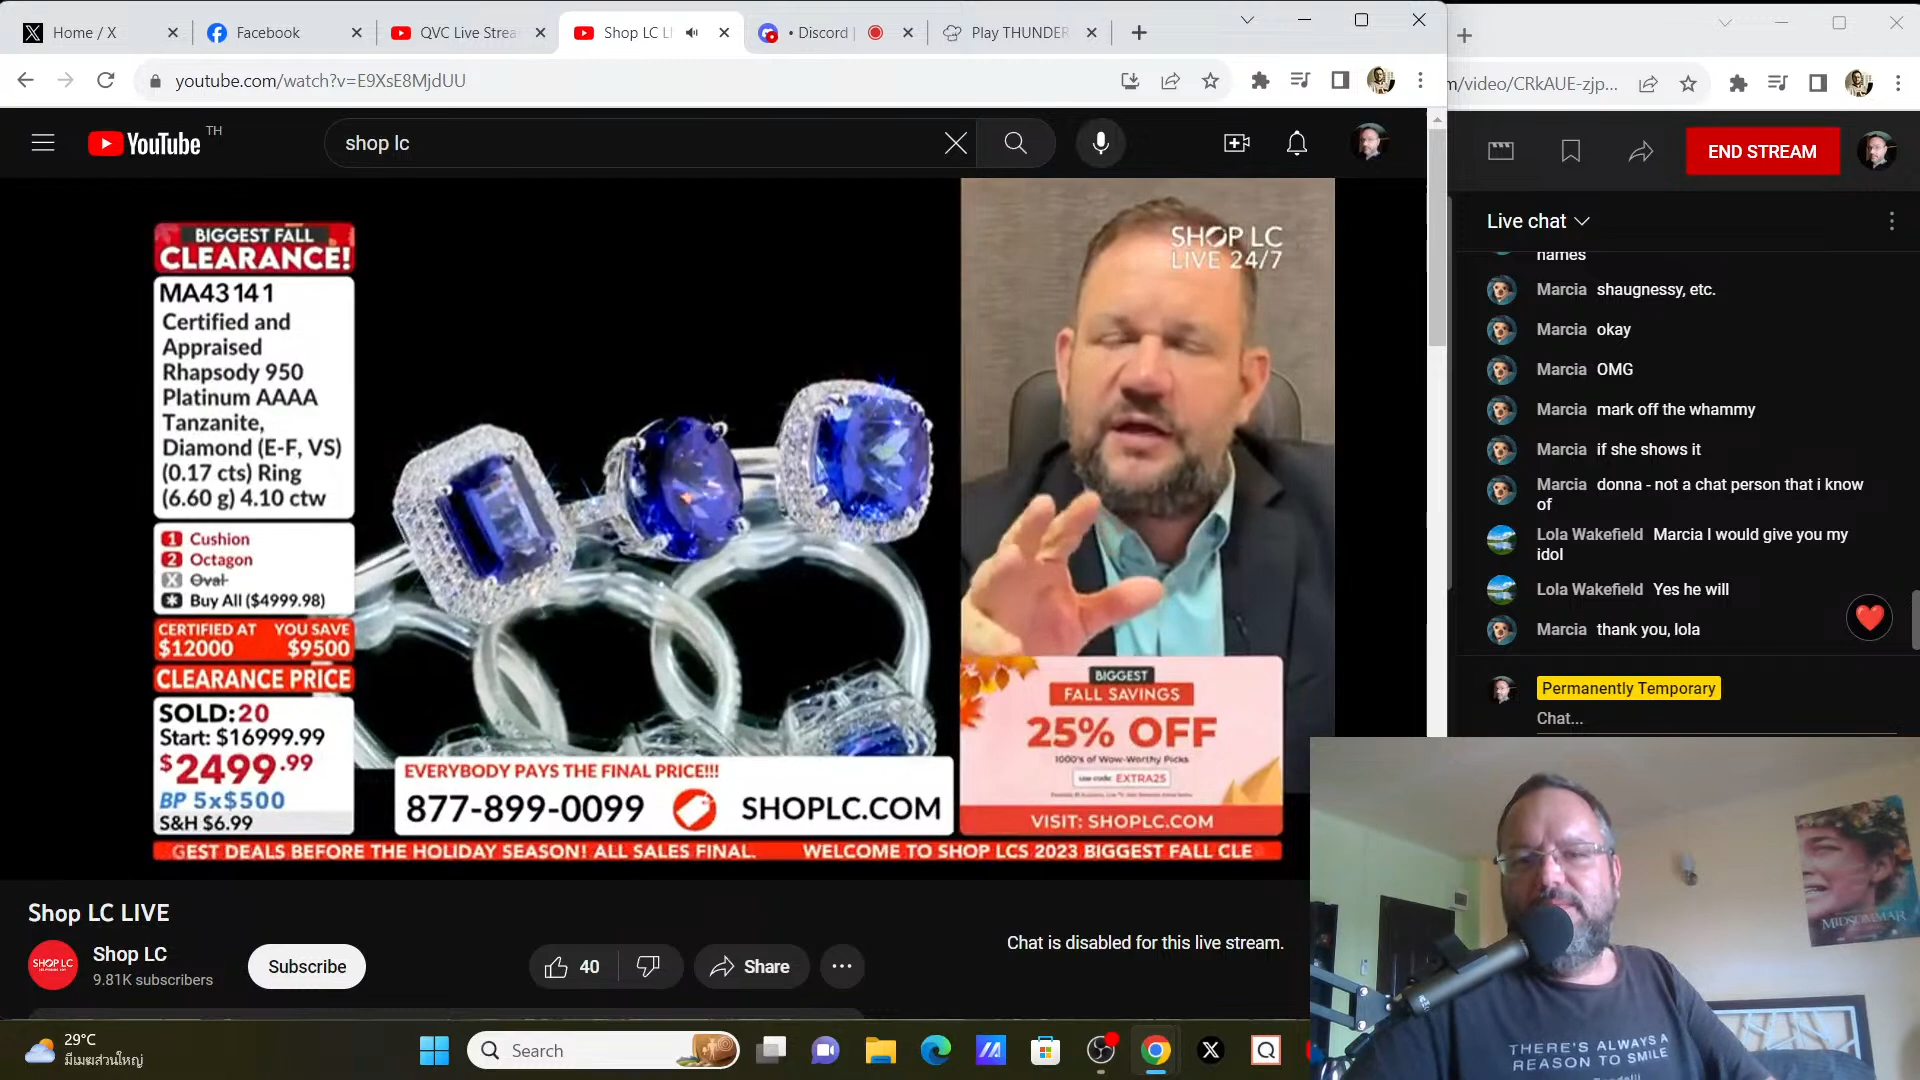 Home / X
Facebook
QVC Live Strea
Shop LC L
• Discord |
Play THUNDER
youtube.com/watch?v=E9XsE8MjdUU
m/video/CRkAUE-zjp...
YouTube TH
shop lc
END STREAM
BIGGEST FALL
CLEARANCE!
MA43141
Certified and
Appraised
Rhapsody 950
Platinum AAAA
Tanzanite,
Diamond (E-F, VS)
(0.17 cts) Ring
(6.60 g) 4.10 ctw
1 Cushion
2 Octagon
X Oval
* Buy All ($4999.98)
CERTIFIED AT YOU SAVE
$12000 $9500
CLEARANCE PRICE
SOLD:20
Start: $16999.99
$2499.99
BP 5x$500
S&H $6.99
EVERYBODY PAYS THE FINAL PRICE!!!
877-899-0099 SHOPLC.COM
SHOP LC
LIVE 24/7
BIGGEST
FALL SAVINGS
25% OFF
1000's of Wow-Worthy Picks
use code: EXTRA25
VISIT: SHOPLC.COM
GEST DEALS BEFORE THE HOLIDAY SEASON! ALL SALES FINAL. WELCOME TO SHOP LCS 2023 BIGGEST FALL CLE
Live chat
names
Marcia shaugnessy, etc.
Marcia okay
Marcia OMG
Marcia mark off the whammy
Marcia if she shows it
Marcia donna - not a chat person that i know
of
Lola Wakefield Marcia I would give you my
idol
Lola Wakefield Yes he will
Marcia thank you, lola
Permanently Temporary
Chat...
Shop LC LIVE
SHOP LC
Shop LC
9.81K subscribers
Subscribe
40
Share
Chat is disabled for this live stream.
MIDSOMMAR
THERE'S ALWAYS A
REASON TO SMILE
29°C
มีเมฆส่วนใหญ่
Search